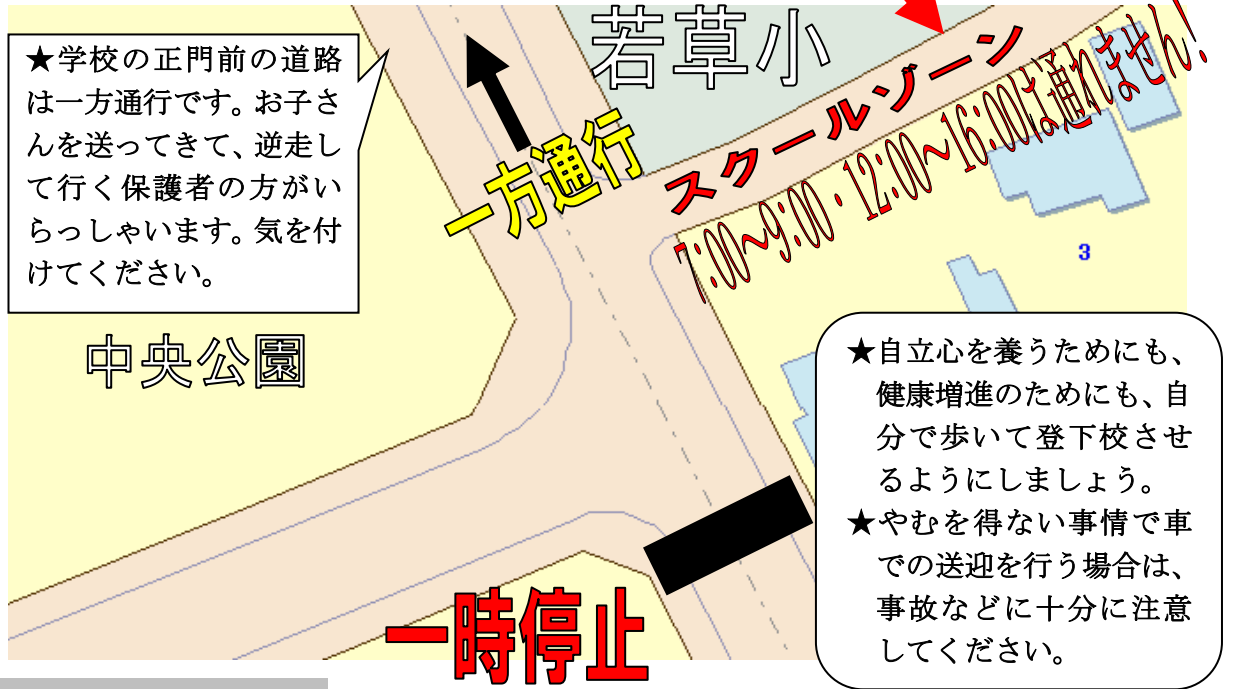 若草小
★学校の正門前の道路
は一方通行です。お子さ
んを送ってきて、逆走し
て行く保護者の方がい
らっしゃいます。気を付
けてください。
一方通行
スクールゾーン
7:00～9:00・12:00～16:00は通れません!
3
中央公園
★自立心を養うためにも、
健康増進のためにも、自
分で歩いて登下校させ
るようにしましょう。
★やむを得ない事情で車
での送迎を行う場合は、
事故などに十分に注意
してください。
一時停止